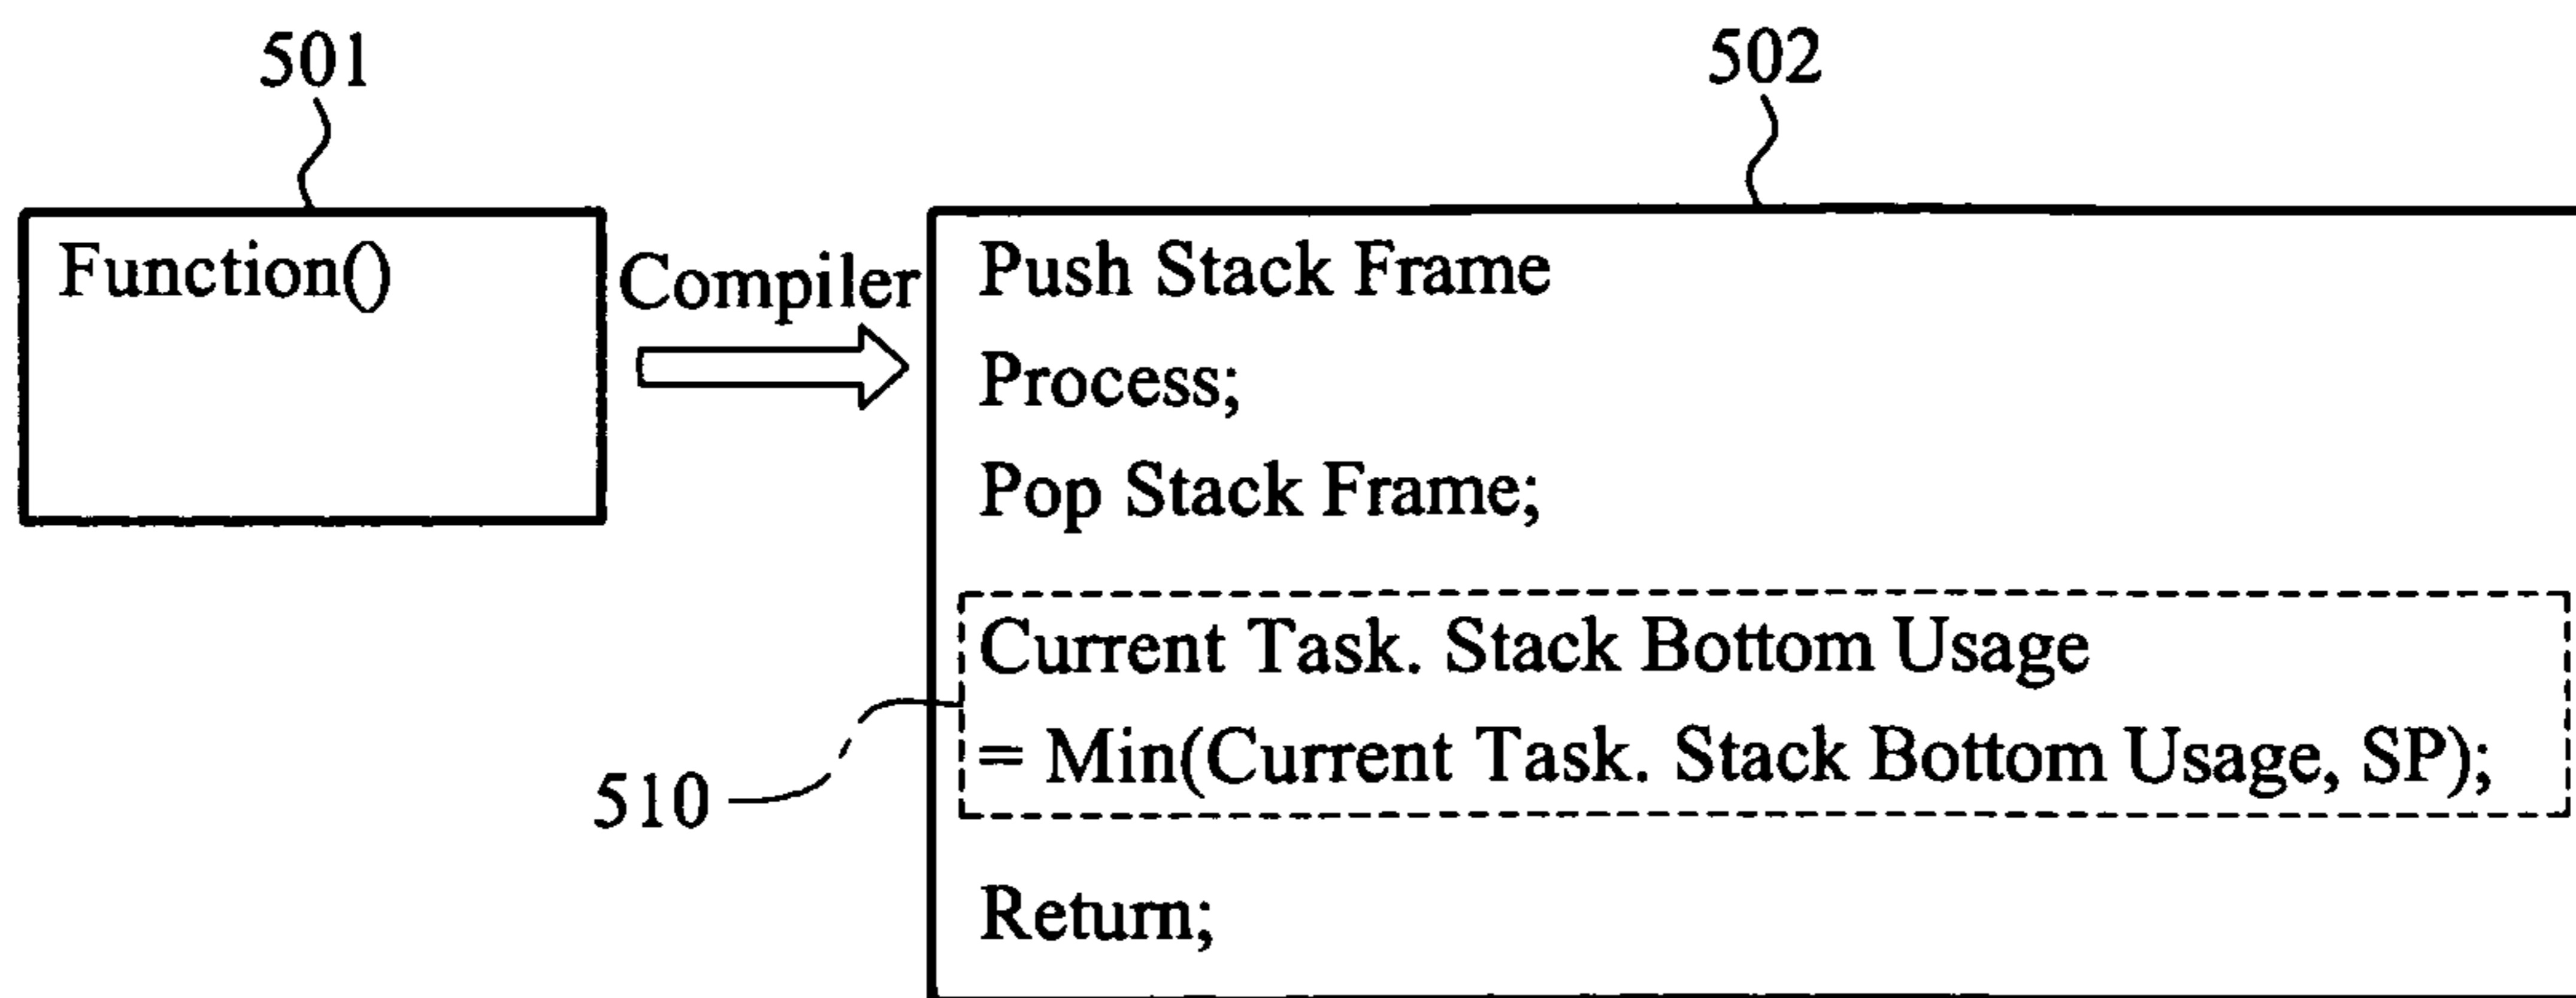 501
502
Function()
Compiler
Push Stack Frame
Process;
Pop Stack Frame;
Current Task. Stack Bottom Usage
= Min(Current Task. Stack Bottom Usage, SP);
510
Return;